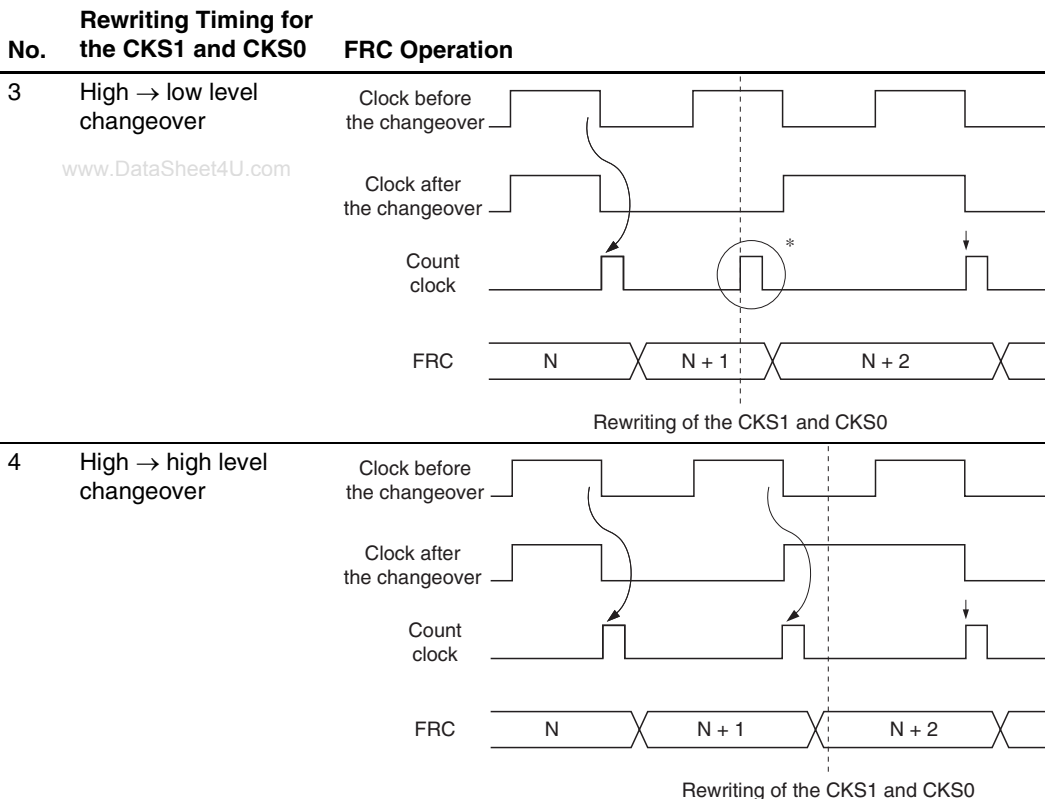 No.
Rewriting Timing for
the CKS1 and CKS0
FRC Operation
3
High → low level
changeover
www.DataSheet4U.com
Clock before
the changeover
Clock after
the changeover
Count
clock
*
FRC
N
N + 1
N + 2
Rewriting of the CKS1 and CKS0
4
High → high level
changeover
Clock before
the changeover
Clock after
the changeover
Count
clock
FRC
N
N + 1
N + 2
Rewriting of the CKS1 and CKS0